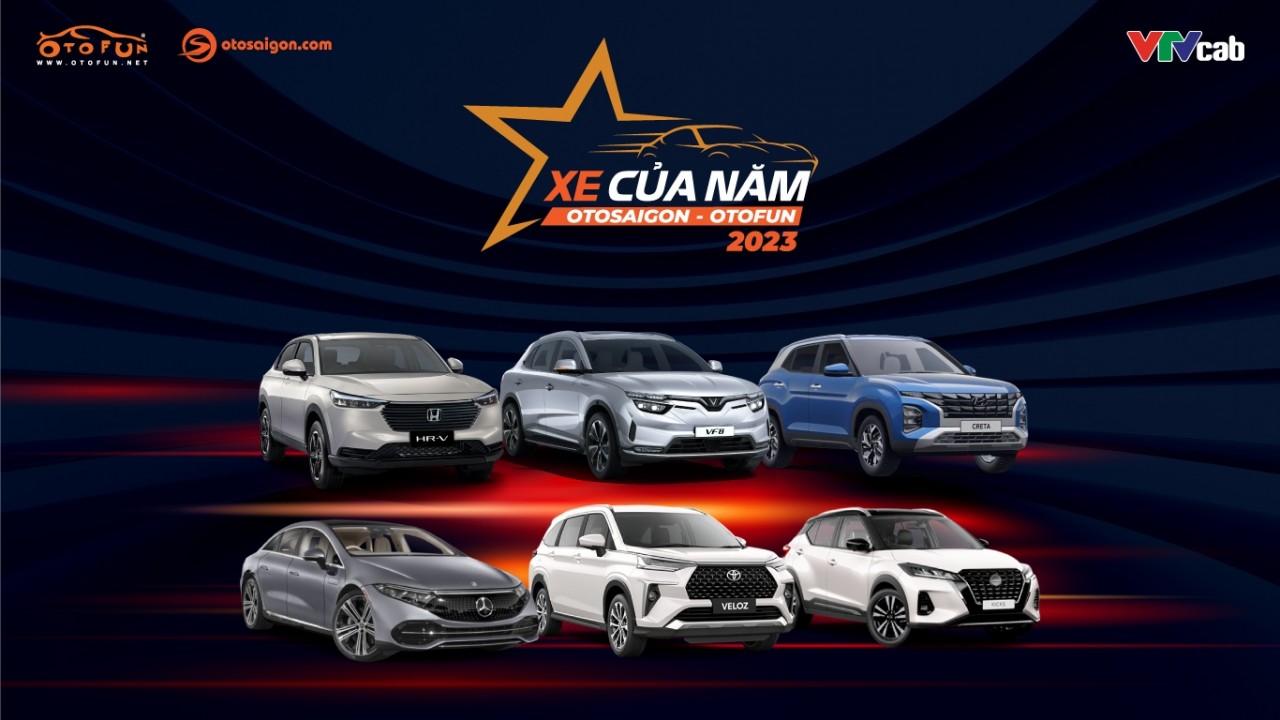 OTOFUN
WWW.OTOFUN.NET
otosaigon.com
VTVcab
XE CỦA NĂM
OTOSAIGON - OTOFUN
2023
HR-V
VF8
CRETA
VELOZ
KICKS